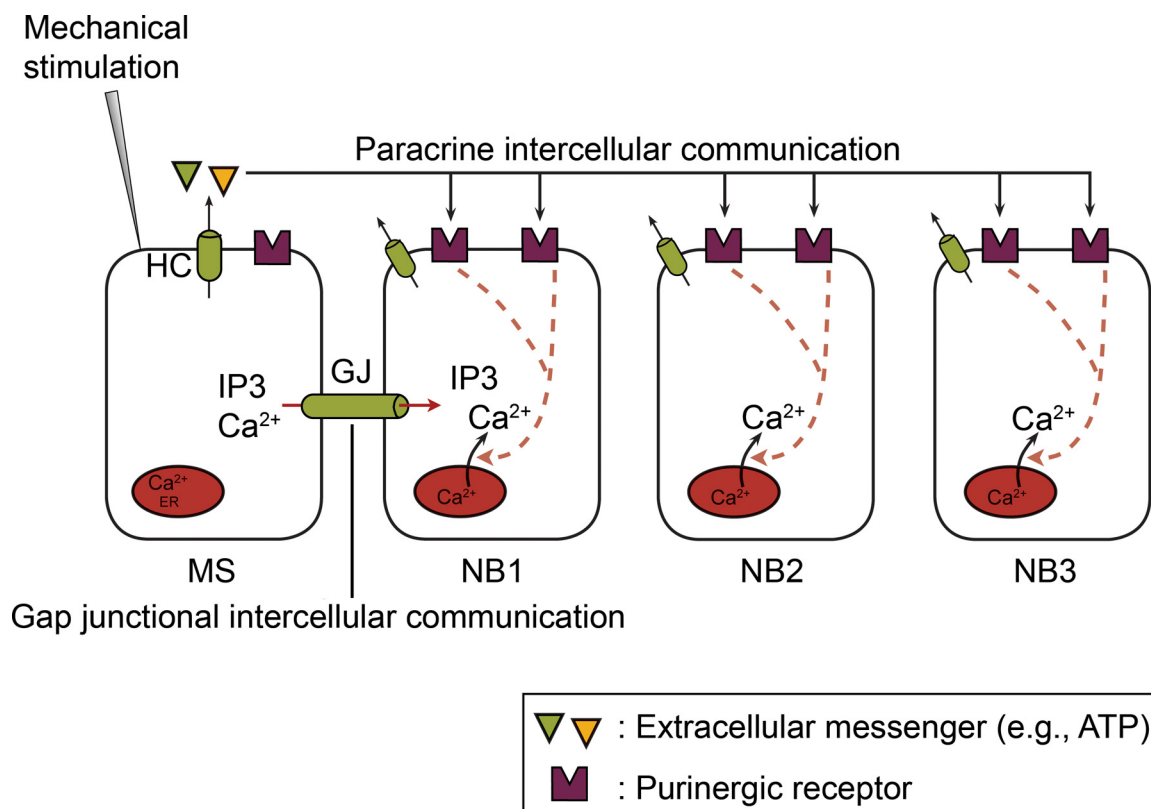 Mechanical
stimulation
Paracrine intercellular communication
HC
IP3
Ca²⁺
GJ
IP3
Ca²⁺
Ca²⁺
Ca²⁺
Ca²⁺
ER
Ca²⁺
Ca²⁺
Ca²⁺
MS
NB1
NB2
NB3
Gap junctional intercellular communication
: Extracellular messenger (e.g., ATP)
: Purinergic receptor